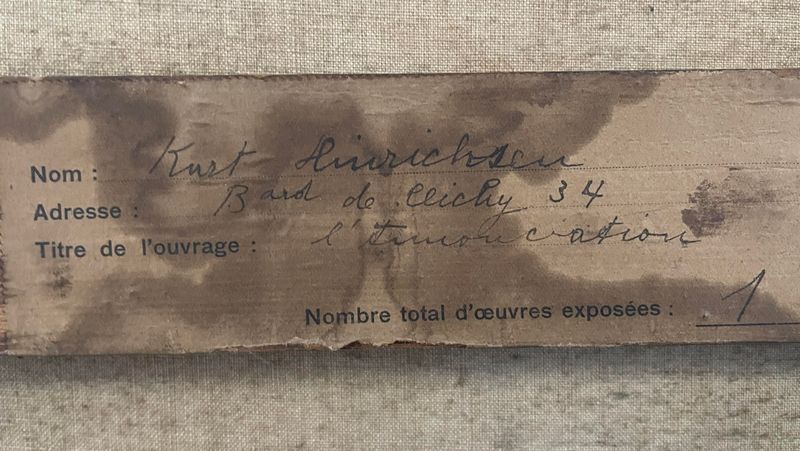 Nom : Kurt Hinrichsen
Adresse : Bard de Clichy 34
Titre de l'ouvrage : l'Annonciation
Nombre total d'œuvres exposées : 1